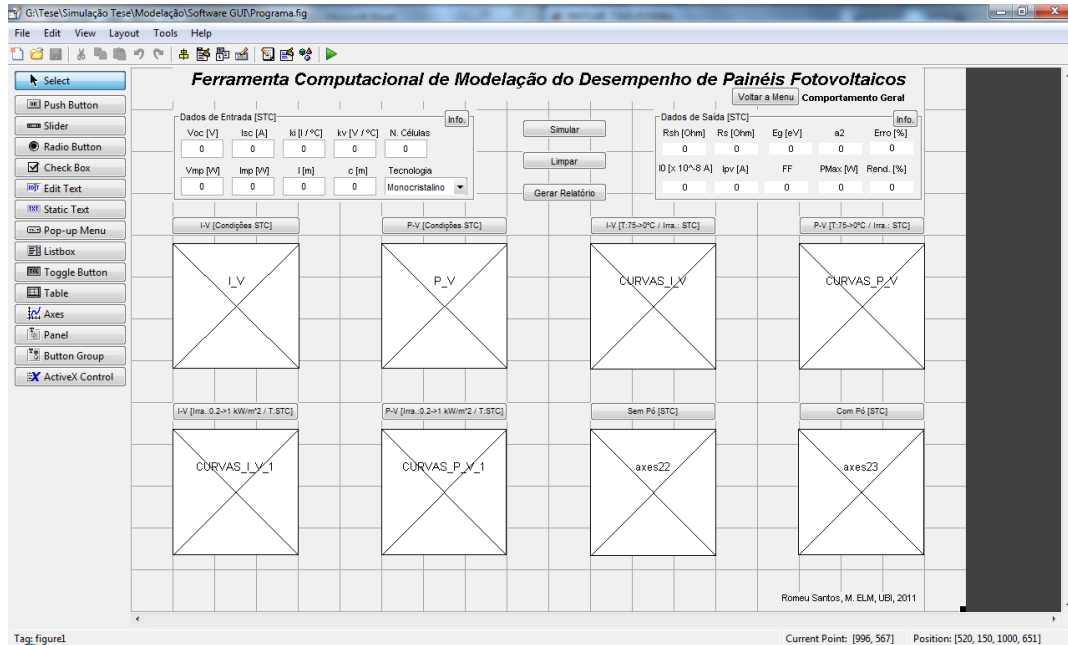 G:\Tese\Simulação Tese\Modelação\Software GUI\Programa.fig
File Edit View Layout Tools Help
Select
Push Button
Slider
Radio Button
Check Box
Edit Text
Static Text
Pop-up Menu
Listbox
Toggle Button
Table
Axes
Panel
Button Group
ActiveX Control
Ferramenta Computacional de Modelação do Desempenho de Painéis Fotovoltaicos
Voltar a Menu Comportamento Geral
Dados de Entrada [STC] Info.
Voc [V] Isc [A] ki [I / ºC] kv [V / ºC] N. Células
0 0 0 0 0
Vmp [W] Imp [W] l [m] c [m] Tecnologia
0 0 0 0 Monocristalino
Simular
Limpar
Gerar Relatório
Dados de Saída [STC] Info.
Rsh [Ohm] Rs [Ohm] Eg [eV] a2 Erro [%]
0 0 0 0 0
I0 [x 10^-8 A] Ipv [A] FF PMax [W] Rend. [%]
0 0 0 0 0
I-V [Condições STC] P-V [Condições STC] I-V [T:75->0ºC / Irra.: STC] P-V [T:75->0ºC / Irra.: STC]
I_V P_V CURVAS_I_V CURVAS_P_V
I-V [Irra.:0.2->1 kW/m^2 / T:STC] P-V [Irra.:0.2->1 kW/m^2 / T:STC] Sem Pó [STC] Com Pó [STC]
CURVAS_I_V_1 CURVAS_P_V_1 axes22 axes23
Romeu Santos, M. ELM, UBI, 2011
Tag: figure1 Current Point: [996, 567] Position: [520, 150, 1000, 651]